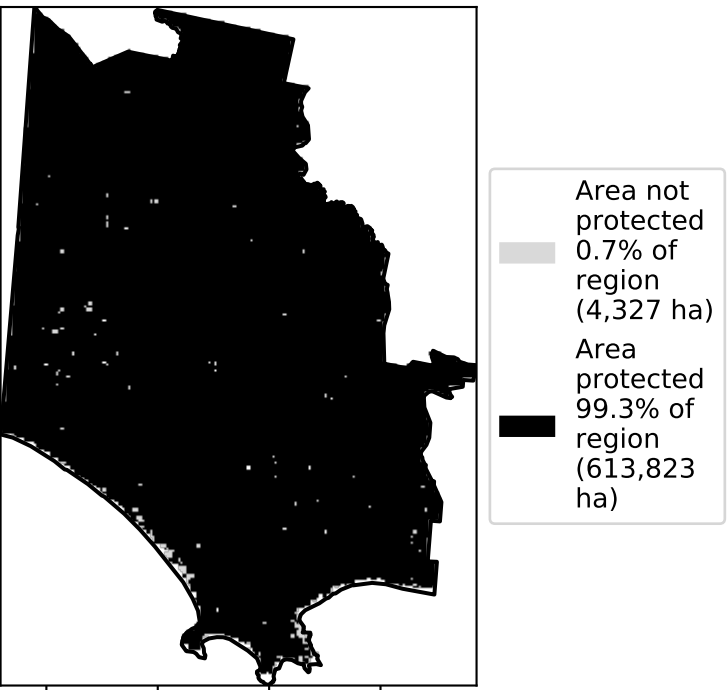 Area not
protected
0.7% of
region
(4,327 ha)
Area
protected
99.3% of
region
(613,823
ha)